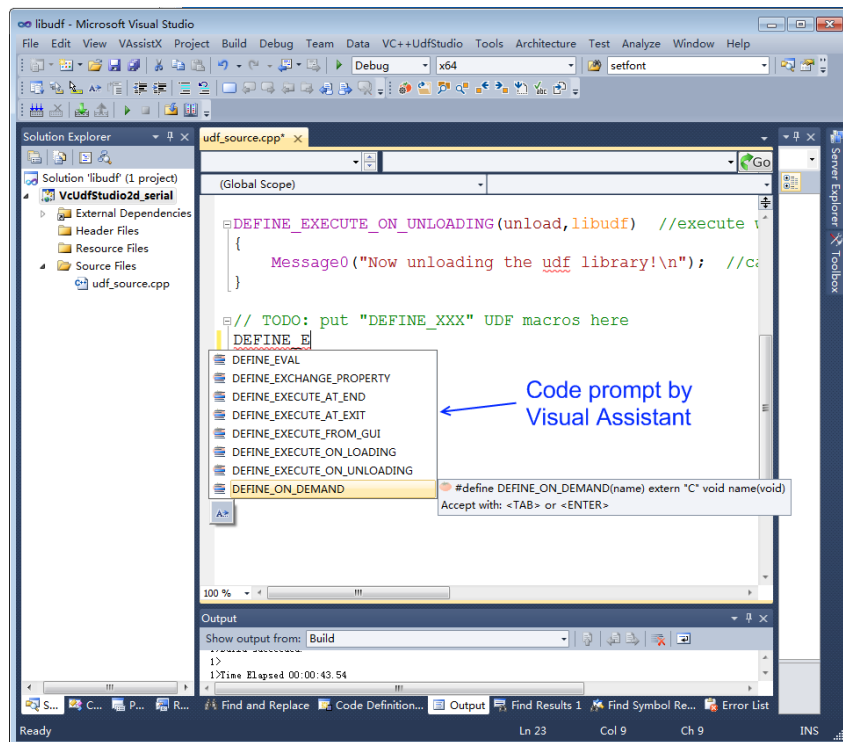 libudf - Microsoft Visual Studio
File Edit View VAssistX Project Build Debug Team Data VC++UdfStudio Tools Architecture Test Analyze Window Help
Debug x64 setfont
Solution Explorer
Solution 'libudf' (1 project)
VcUdfStudio2d_serial
External Dependencies
Header Files
Resource Files
Source Files
udf_source.cpp
udf_source.cpp*
Go
(Global Scope)
DEFINE_EXECUTE_ON_UNLOADING(unload,libudf) //execute
{
Message0("Now unloading the udf library!\n"); //ca
}
// TODO: put "DEFINE_XXX" UDF macros here
DEFINE_E
DEFINE_EVAL
DEFINE_EXCHANGE_PROPERTY
DEFINE_EXECUTE_AT_END
DEFINE_EXECUTE_AT_EXIT
DEFINE_EXECUTE_FROM_GUI
DEFINE_EXECUTE_ON_LOADING
DEFINE_EXECUTE_ON_UNLOADING
DEFINE_ON_DEMAND
#define DEFINE_ON_DEMAND(name) extern "C" void name(void)
Accept with: <TAB> or <ENTER>
Code prompt by
Visual Assistant
100 %
Server Explorer
Toolbox
Output
Show output from: Build
1>
1>Time Elapsed 00:00:43.54
S... C... P... R... Find and Replace Code Definition... Output Find Results 1 Find Symbol Re... Error List
Ready Ln 23 Col 9 Ch 9 INS